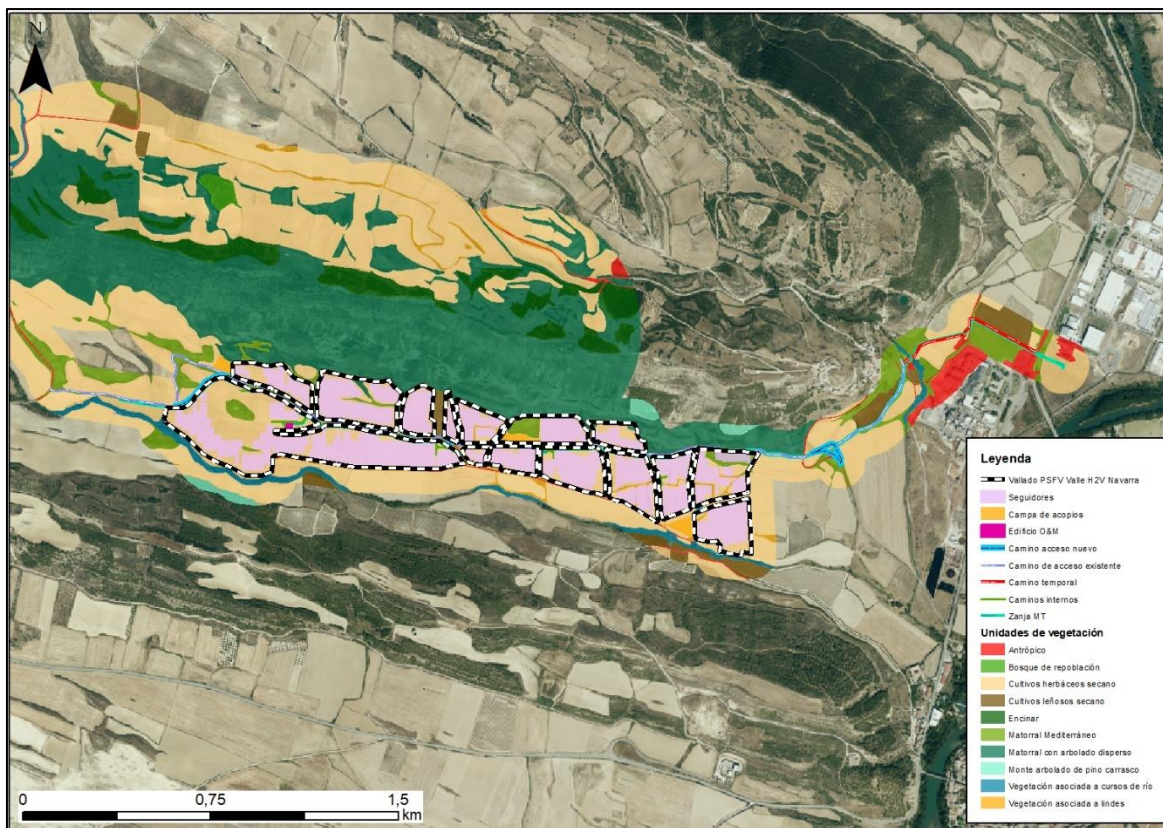 N
Leyenda
Vallado PSFV Valle H2V Navarra
Seguidores
Campa de acopios
Edificio O&M
Camino acceso nuevo
Camino de acceso existente
Camino temporal
Caminos internos
Zanja MT
Unidades de vegetación
Antrópico
Bosque de repoblación
Cultivos herbáceos secano
Cultivos leñosos secano
Encinar
Matorral Mediterráneo
Matorral con arbolado disperso
Monte arbolado de pino carrasco
Vegetación asociada a cursos de río
Vegetación asociada a lindes
0 0,75 1,5
km